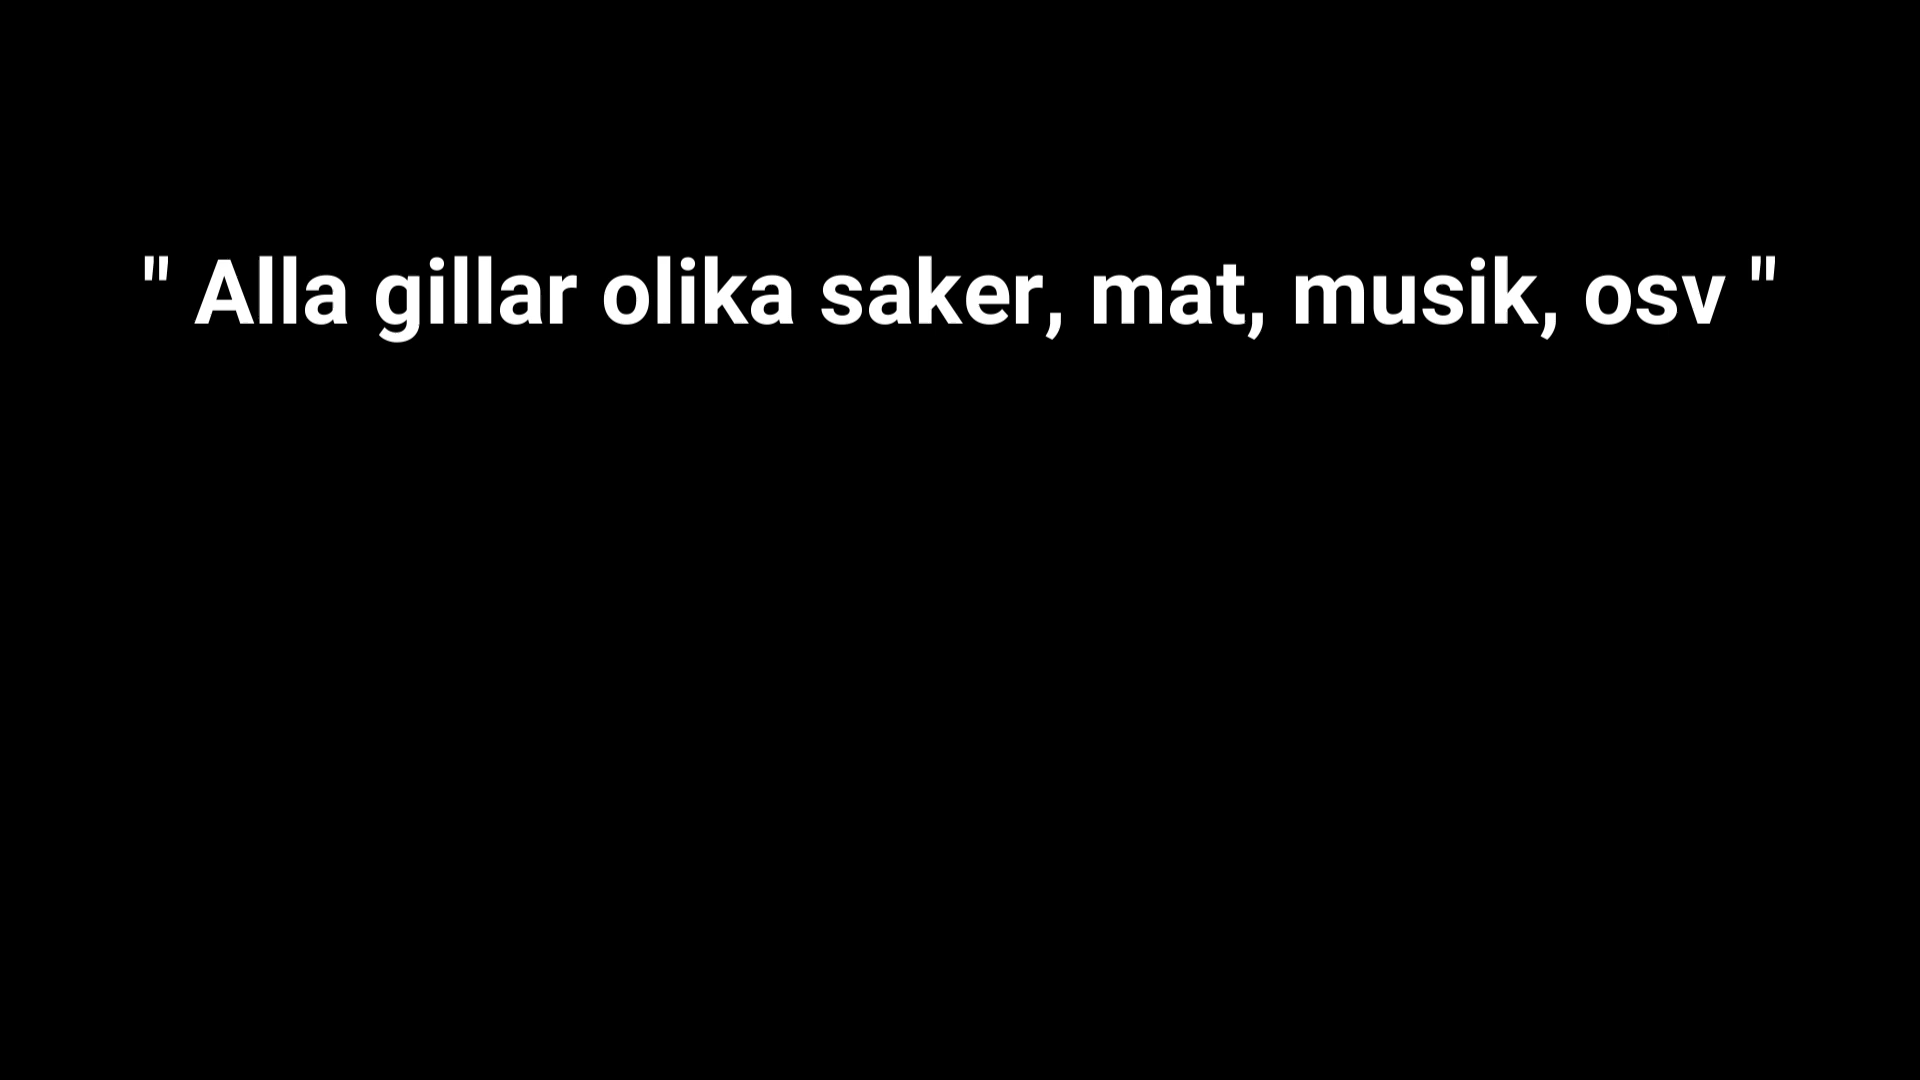 " Alla gillar olika saker, mat, musik, osv "